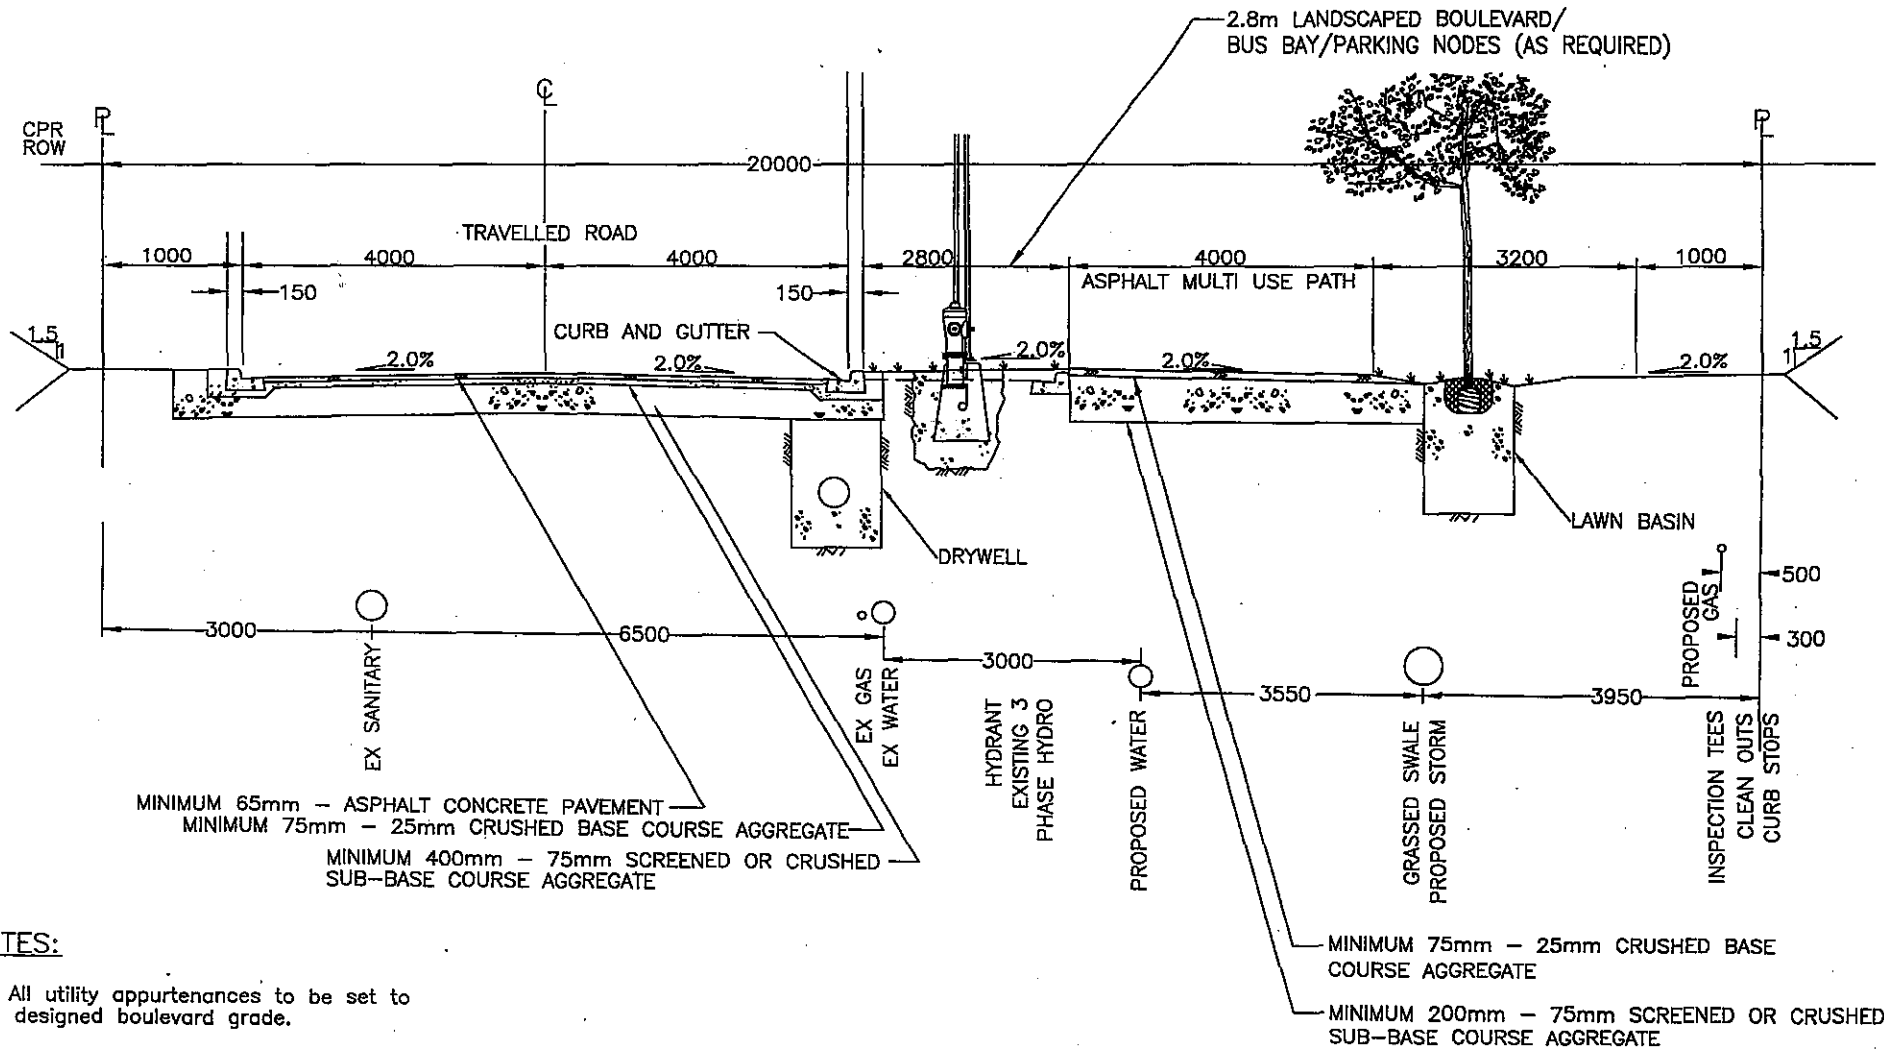 2.8m LANDSCAPED BOULEVARD/
BUS BAY/PARKING NODES (AS REQUIRED)
CPR
ROW
PL
CL
PL
20000
TRAVELLED ROAD
1000
4000
4000
2800
4000
3200
1000
ASPHALT MULTI USE PATH
150
150
CURB AND GUTTER
1.5
1
2.0%
2.0%
2.0%
2.0%
2.0%
1.5
1
LAWN BASIN
DRYWELL
500
300
3000
6500
3000
3550
3950
EX SANITARY
EX GAS
EX WATER
HYDRANT
EXISTING 3
PHASE HYDRO
PROPOSED WATER
GRASSED SWALE
PROPOSED STORM
PROPOSED
GAS
INSPECTION TEES
CLEAN OUTS
CURB STOPS
MINIMUM 65mm – ASPHALT CONCRETE PAVEMENT
MINIMUM 75mm – 25mm CRUSHED BASE COURSE AGGREGATE
MINIMUM 400mm – 75mm SCREENED OR CRUSHED
SUB–BASE COURSE AGGREGATE
MINIMUM 75mm – 25mm CRUSHED BASE
COURSE AGGREGATE
MINIMUM 200mm – 75mm SCREENED OR CRUSHED
SUB–BASE COURSE AGGREGATE
TES:
All utility appurtenances to be set to
designed boulevard grade.